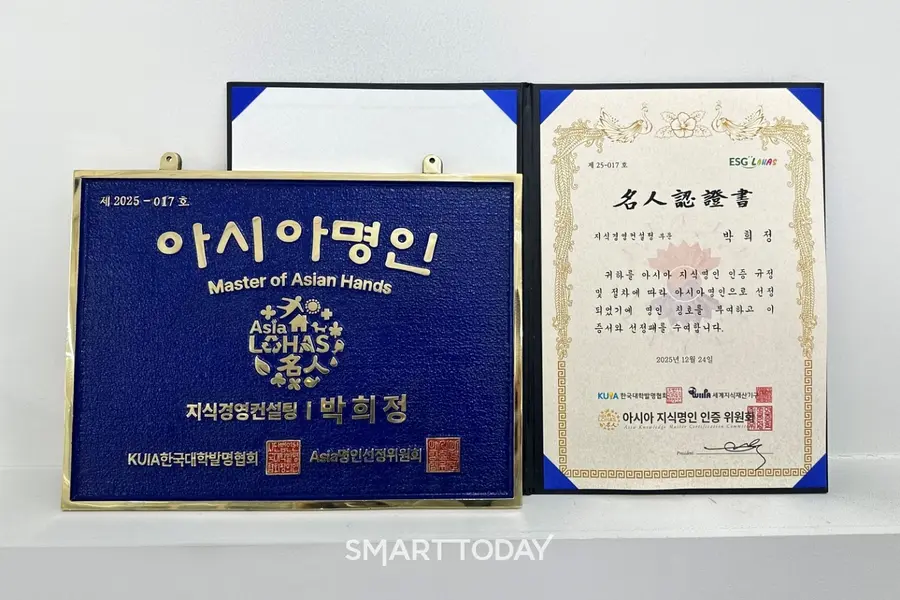 제 2025-017 호
아시아명인
Master of Asian Hands
Asia
LOHAS
名人
지식경영컨설팅 | 박희정
KUIA한국대학발명협회
Asia명인선정위원회
제 25-017 호
ESG LOHAS
名人認證書
지식경영컨설팅 부문 박 희 정
귀하를 아시아 지식명인 인증 규정
및 절차에 따라 아시아명인으로 선정
되었기에 명인 칭호를 부여하고 이
증서와 선정패를 수여합니다.
2025년 12월 24일
KUIA 한국대학발명협회 WIIPA 세계지식재산기구
아시아 지식명인 인증 위원회
Asia Knowledge Master Certification Committee
President
SMARTTODAY